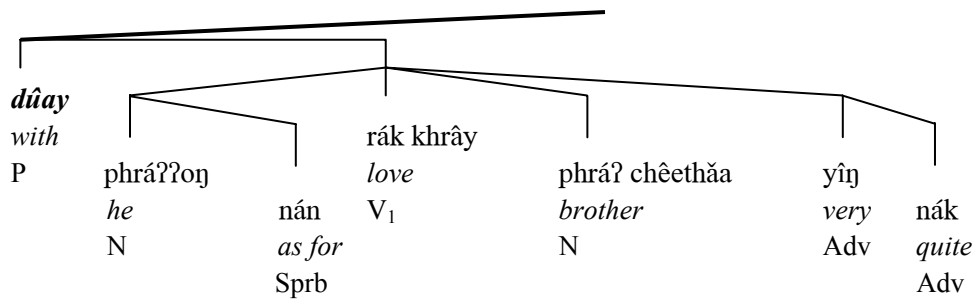 dûay
with
P
phráʔʔoŋ
he
N
nán
as for
Sprb
rák khrây
love
V₁
phráʔ chêethǎa
brother
N
yîŋ
very
Adv
nák
quite
Adv